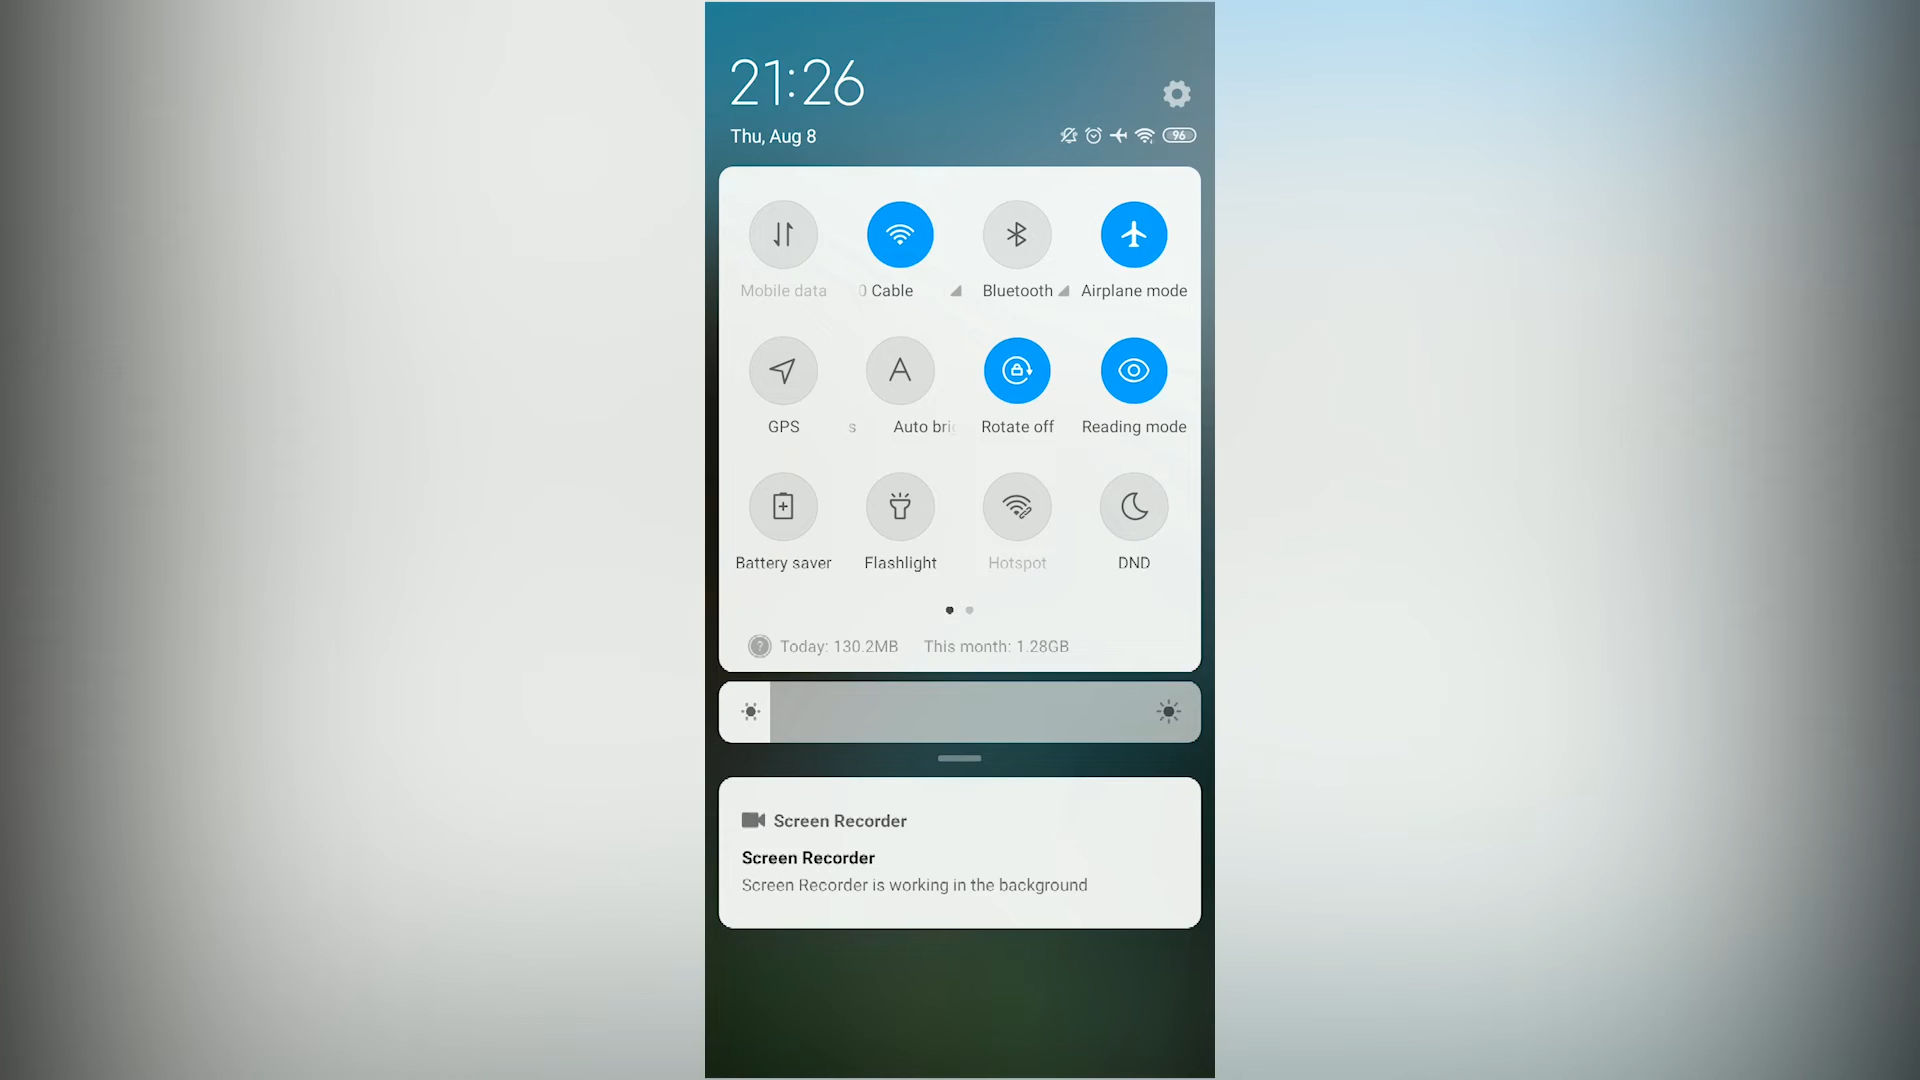 21:26
Thu, Aug 8
96
Mobile data
0 Cable
Bluetooth
Airplane mode
GPS
s Auto bri
Rotate off
Reading mode
Battery saver
Flashlight
Hotspot
DND
? Today: 130.2MB This month: 1.28GB
Screen Recorder
Screen Recorder
Screen Recorder is working in the background